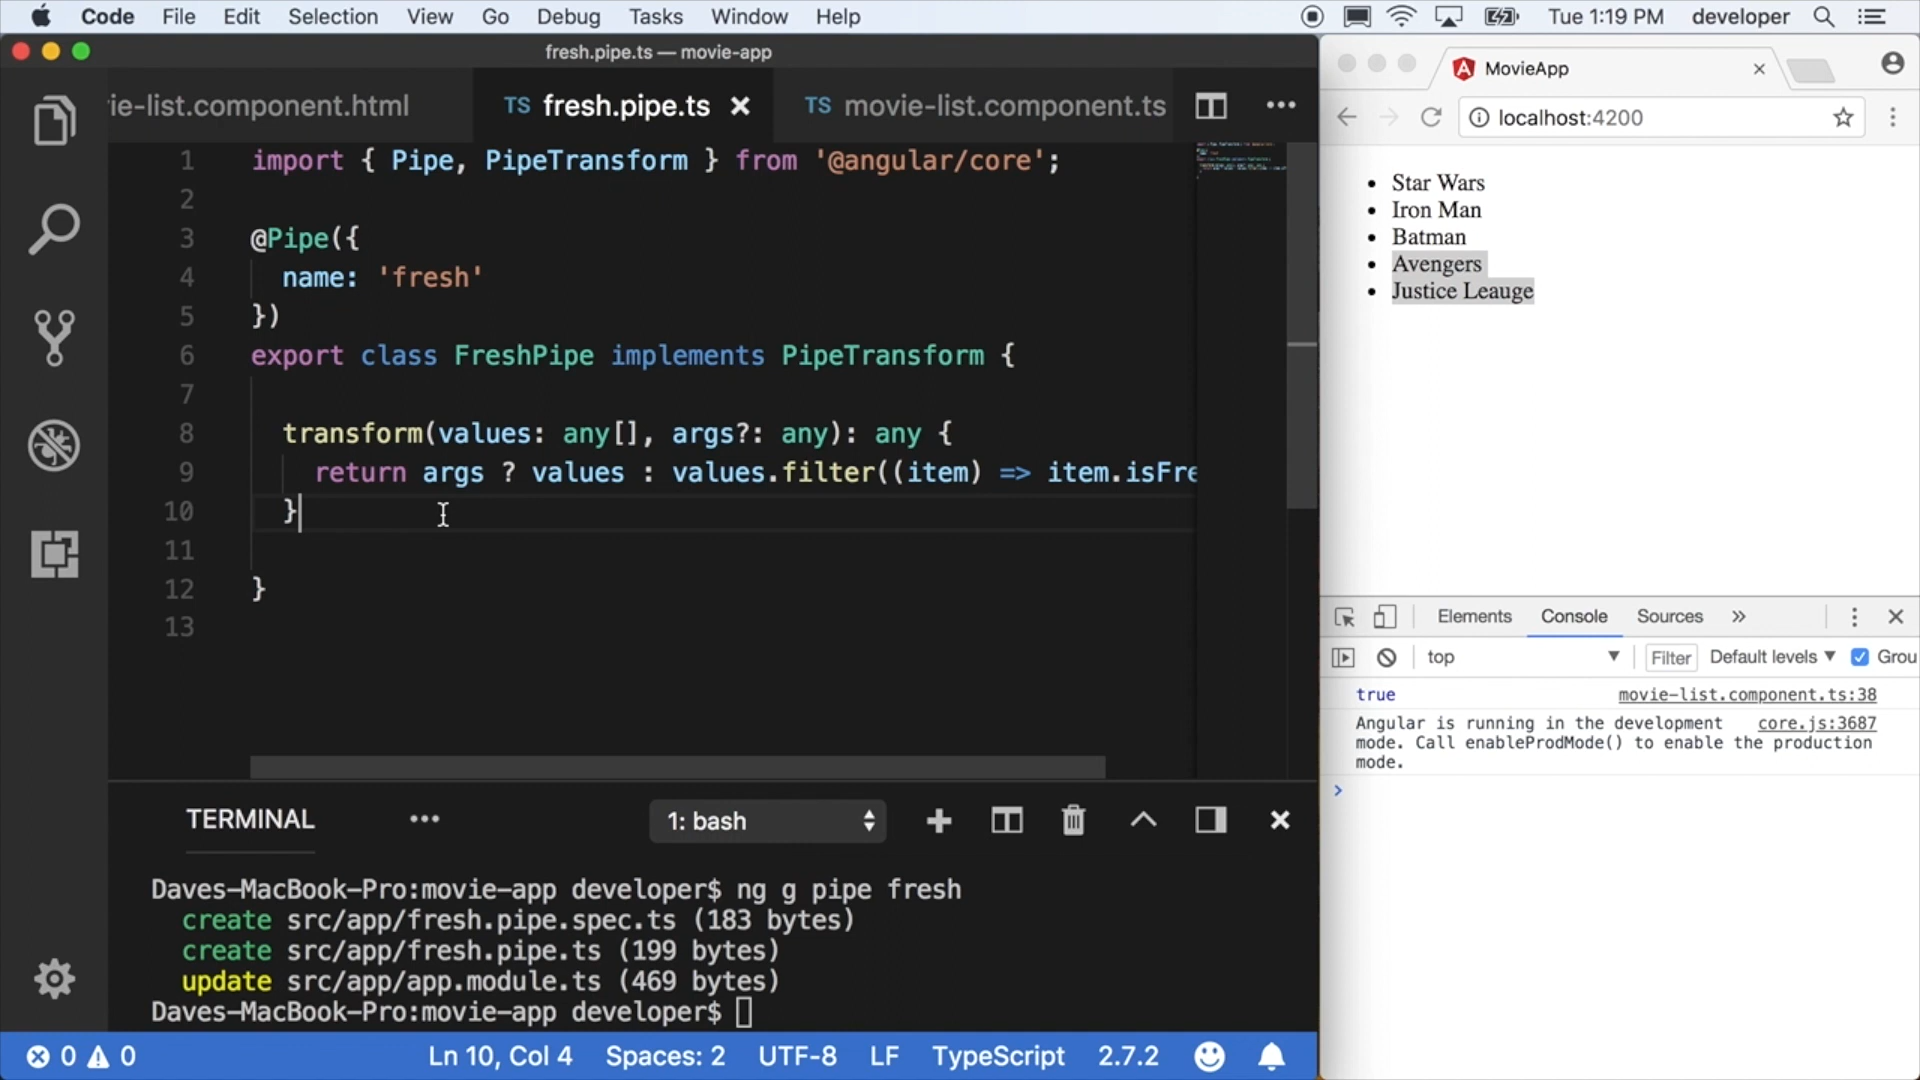 Code File Edit Selection View Go Debug Tasks Window Help Tue 1:19 PM developer
fresh.pipe.ts — movie-app
ie-list.component.html TS fresh.pipe.ts TS movie-list.component.ts
1 import { Pipe, PipeTransform } from '@angular/core';
2
3 @Pipe({
4 name: 'fresh'
5 })
6 export class FreshPipe implements PipeTransform {
7
8 transform(values: any[], args?: any): any {
9 return args ? values : values.filter((item) => item.isFre
10 }
11
12 }
13
TERMINAL ••• 1: bash
Daves-MacBook-Pro:movie-app developer$ ng g pipe fresh
create src/app/fresh.pipe.spec.ts (183 bytes)
create src/app/fresh.pipe.ts (199 bytes)
update src/app/app.module.ts (469 bytes)
Daves-MacBook-Pro:movie-app developer$
0 0 Ln 10, Col 4 Spaces: 2 UTF-8 LF TypeScript 2.7.2
MovieApp
localhost:4200
• Star Wars
• Iron Man
• Batman
• Avengers
• Justice Leauge
Elements Console Sources »
top Filter Default levels ▼ Grou
true movie-list.component.ts:38
Angular is running in the development core.js:3687
mode. Call enableProdMode() to enable the production
mode.
>